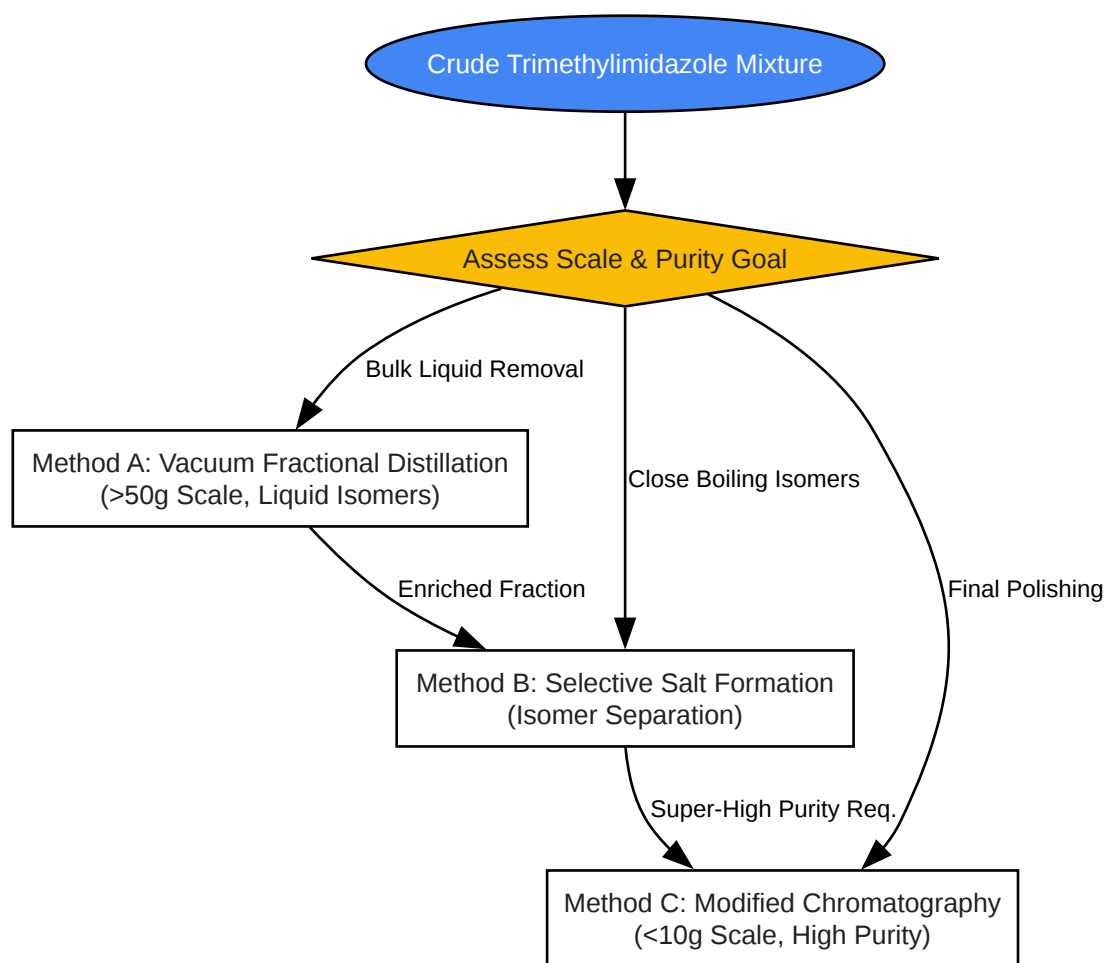 Crude Trimethylimidazole Mixture
Assess Scale & Purity Goal
Bulk Liquid Removal
Method A: Vacuum Fractional Distillation
(>50g Scale, Liquid Isomers)
Close Boiling Isomers
Enriched Fraction
Final Polishing
Method B: Selective Salt Formation
(Isomer Separation)
Super-High Purity Req.
Method C: Modified Chromatography
(<10g Scale, High Purity)